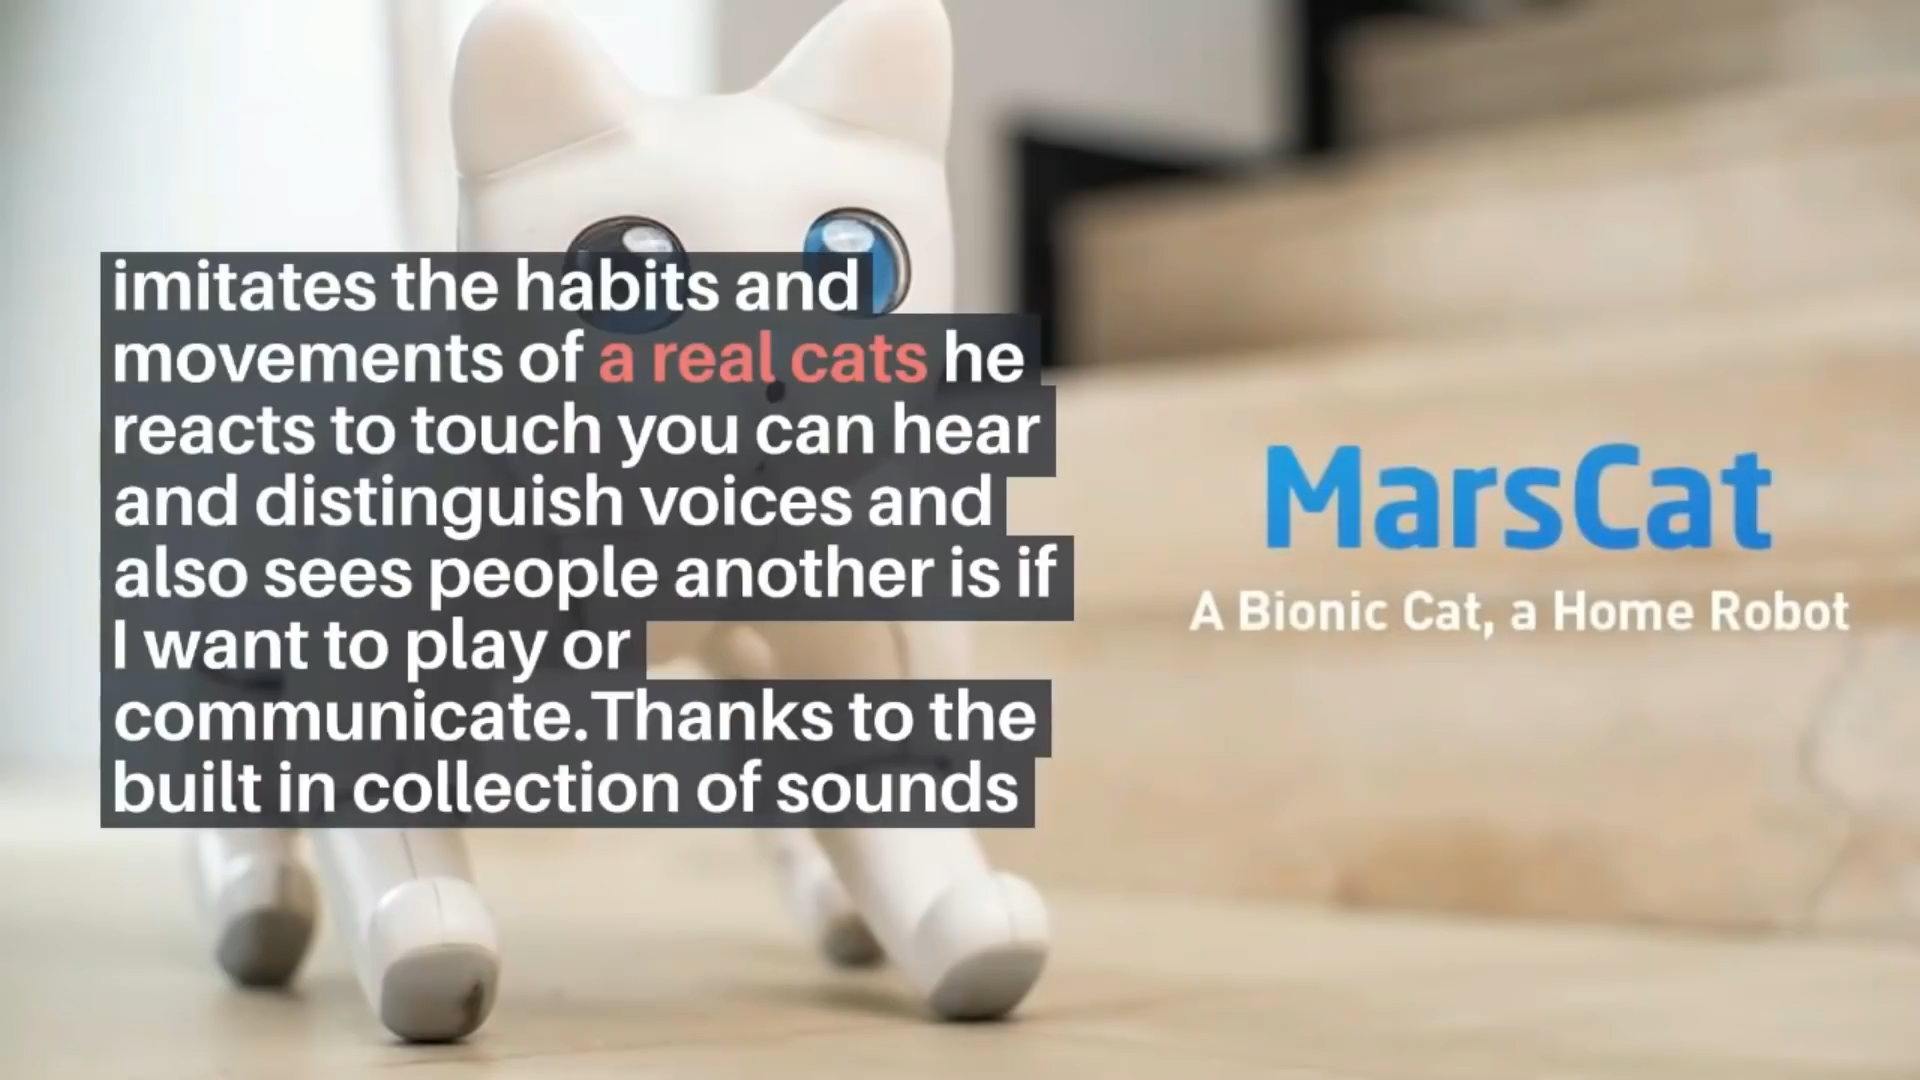 imitates the habits and
movements of a real cats he
reacts to touch you can hear
and distinguish voices and
also sees people another is if
I want to play or
communicate.Thanks to the
built in collection of sounds
MarsCat
A Bionic Cat, a Home Robot